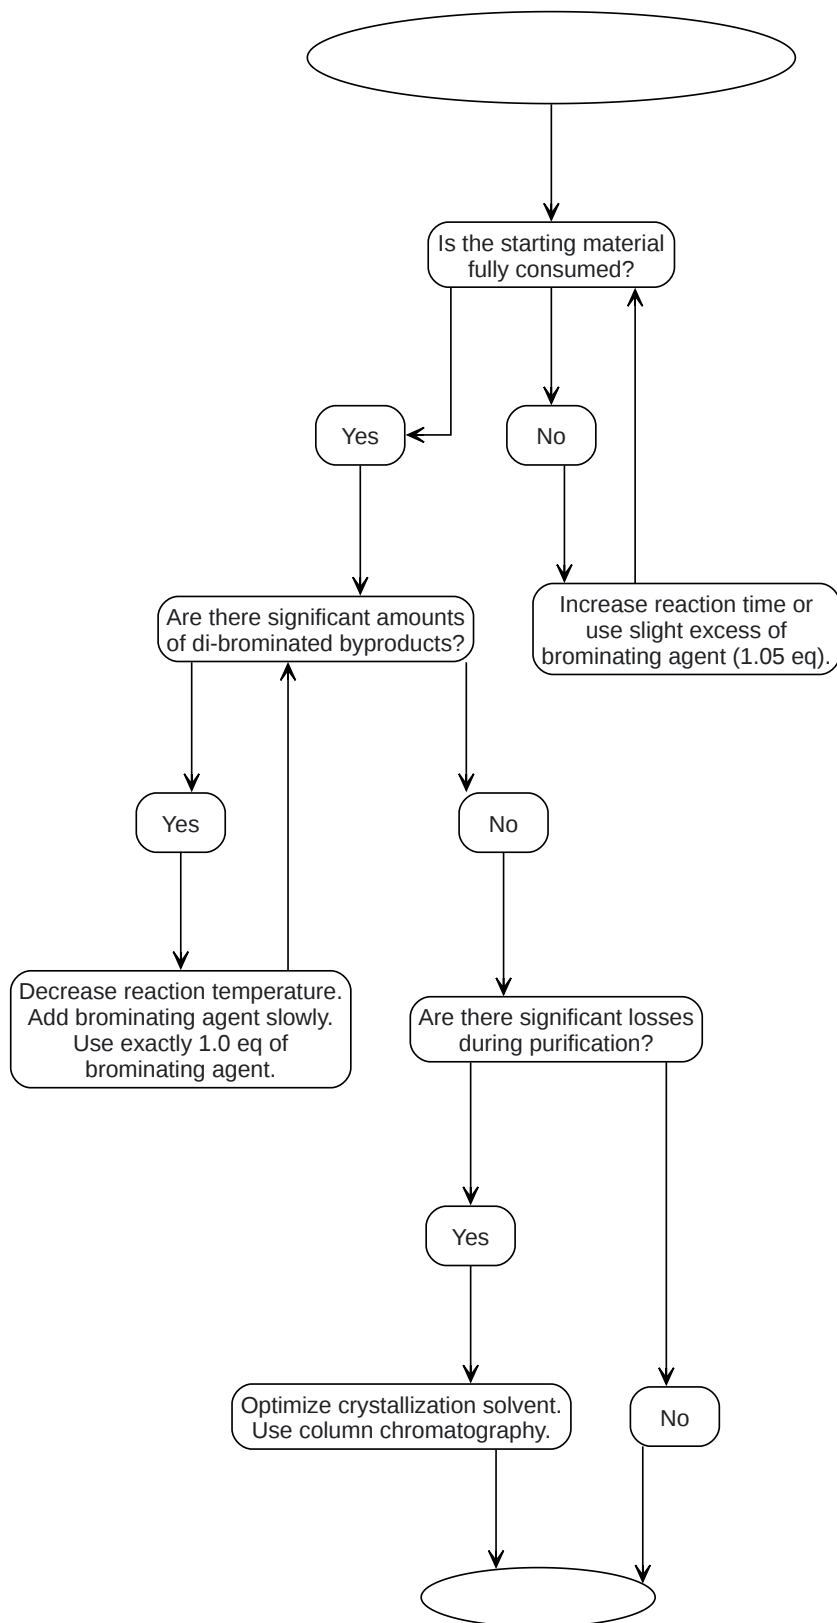 Is the starting material
fully consumed?
Yes
No
Increase reaction time or
use slight excess of
brominating agent (1.05 eq).
Are there significant amounts
of di-brominated byproducts?
Yes
No
Decrease reaction temperature.
Add brominating agent slowly.
Use exactly 1.0 eq of
brominating agent.
Are there significant losses
during purification?
Yes
Optimize crystallization solvent.
Use column chromatography.
No